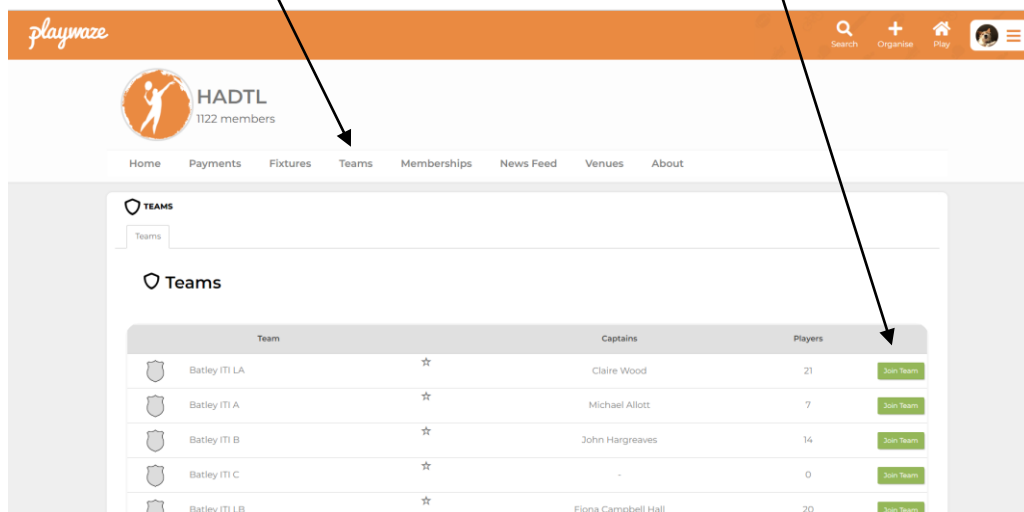 playwaze
Search Organise Play
HADTL
1122 members
Home Payments Fixtures Teams Memberships News Feed Venues About
TEAMS
Teams
Teams
Team Captains Players
Batley ITI LA Claire Wood 21 Join Team
Batley ITI A Michael Allott 7 Join Team
Batley ITI B John Hargreaves 14 Join Team
Batley ITI C - 0 Join Team
Batley ITI LB Fiona Campbell Hall 20 Join Team